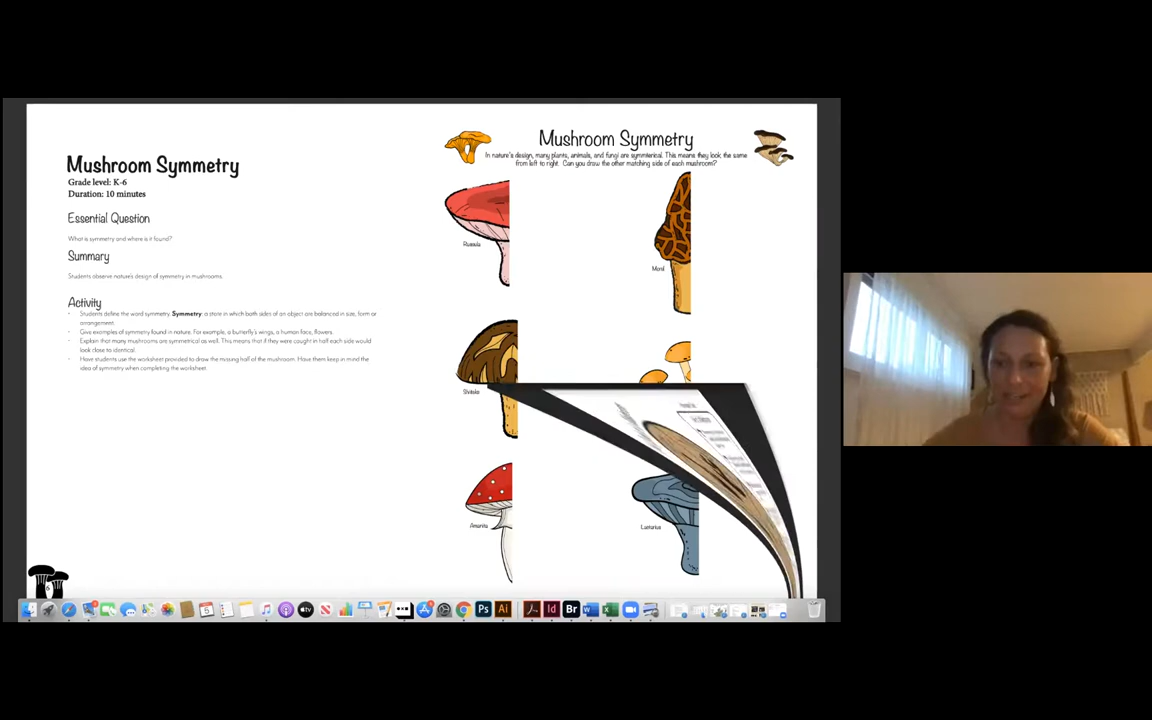 Mushroom Symmetry
Grade level: K-6
Duration: 10 minutes
Essential Question
What is symmetry and where is it found?
Summary
Students observe nature's design of symmetry in mushrooms.
Activity
Students define the word symmetry. Symmetry: a state in which both sides of an object are balanced in size, form or
arrangement.
Give examples of symmetry found in nature. For example, a butterfly's wings, a human face, flowers.
Explain that many mushrooms are symmetrical as well. This means that if they were caught in half each side would
look close to identical.
Have students use the worksheet provided to draw the missing half of the mushroom. Have them keep in mind the
idea of symmetry when completing the worksheet.
6
Mushroom Symmetry
In nature's design, many plants, animals, and fungi are symmterical. This means they look the same
from left to right. Can you draw the other matching side of each mushroom?
Russula
Morel
Shiitake
Amanita
Lactarius
5
Ps
Ai
Id
Br